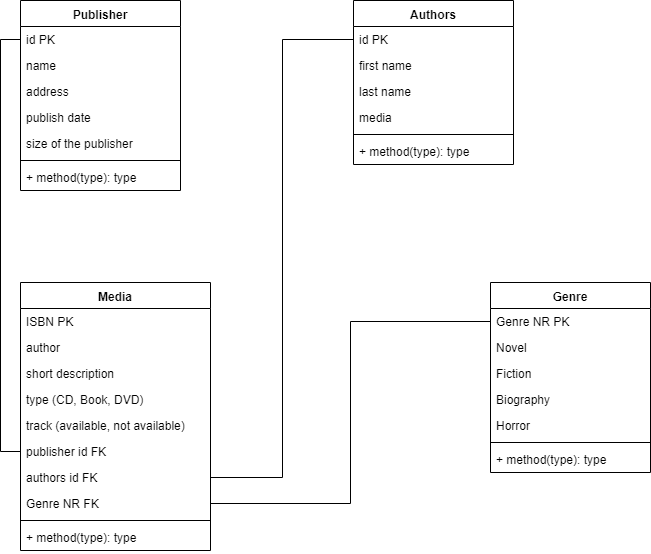 Publisher
id PK
name
address
publish date
size of the publisher
+ method(type): type
Authors
id PK
first name
last name
media
+ method(type): type
Media
ISBN PK
author
short description
type (CD, Book, DVD)
track (available, not available)
publisher id FK
authors id FK
Genre NR FK
+ method(type): type
Genre
Genre NR PK
Novel
Fiction
Biography
Horror
+ method(type): type